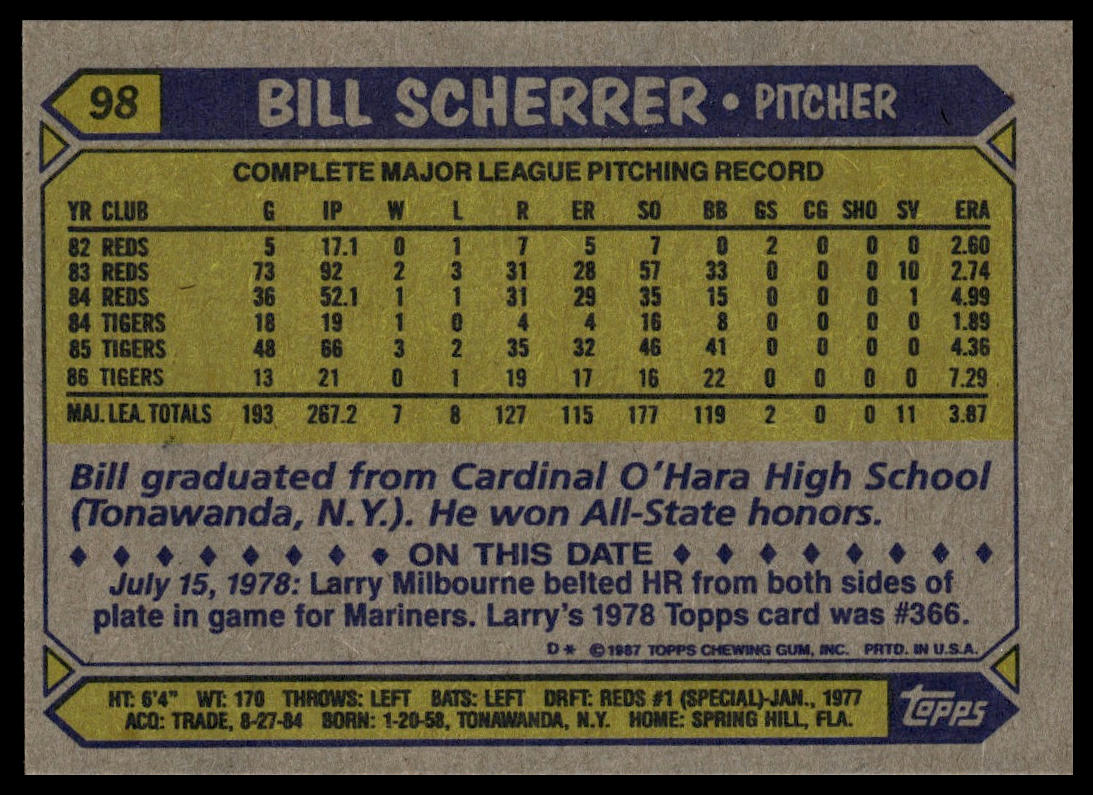 98 BILL SCHERRER • PITCHER
COMPLETE MAJOR LEAGUE PITCHING RECORD
YR CLUB G IP W L R ER SO BB GS CG SHO SV ERA
82 REDS 5 17.1 0 1 7 5 7 0 2 0 0 0 2.60
83 REDS 73 92 2 3 31 28 57 33 0 0 0 10 2.74
84 REDS 36 52.1 1 1 31 29 35 15 0 0 0 1 4.99
84 TIGERS 18 19 1 0 4 4 16 8 0 0 0 0 1.89
85 TIGERS 48 66 3 2 35 32 46 41 0 0 0 0 4.36
86 TIGERS 13 21 0 1 19 17 16 22 0 0 0 0 7.29
MAJ. LEA. TOTALS 193 267.2 7 8 127 115 177 119 2 0 0 11 3.87
Bill graduated from Cardinal O'Hara High School
(Tonawanda, N.Y.). He won All-State honors.
♦ ♦ ♦ ♦ ♦ ♦ ♦ ♦ ON THIS DATE ♦ ♦ ♦ ♦ ♦ ♦ ♦ ♦
July 15, 1978: Larry Milbourne belted HR from both sides of
plate in game for Mariners. Larry's 1978 Topps card was #366.
D* ©1987 TOPPS CHEWING GUM, INC. PRTD. IN U.S.A.
HT: 6'4" WT: 170 THROWS: LEFT BATS: LEFT DRFT: REDS #1 (SPECIAL)-JAN., 1977
ACQ: TRADE, 8-27-84 BORN: 1-20-58, TONAWANDA, N.Y. HOME: SPRING HILL, FLA.
Topps